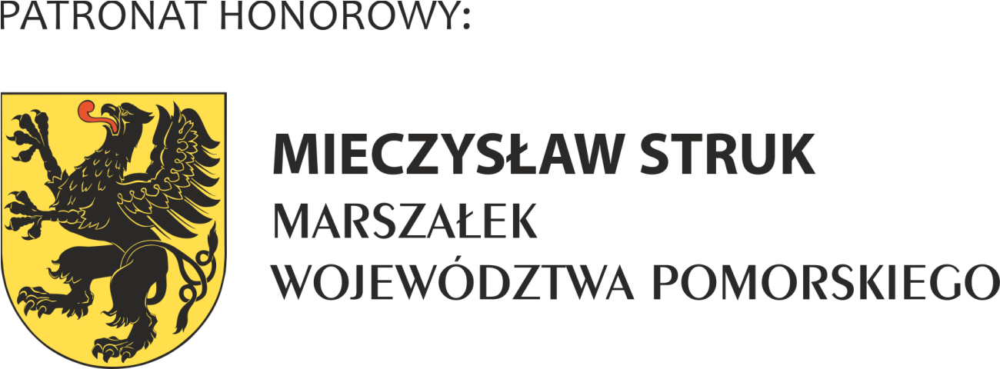 PATRONAT HONOROWY:
MIECZYSŁAW STRUK
MARSZAŁEK
WOJEWÓDZTWA POMORSKIEGO